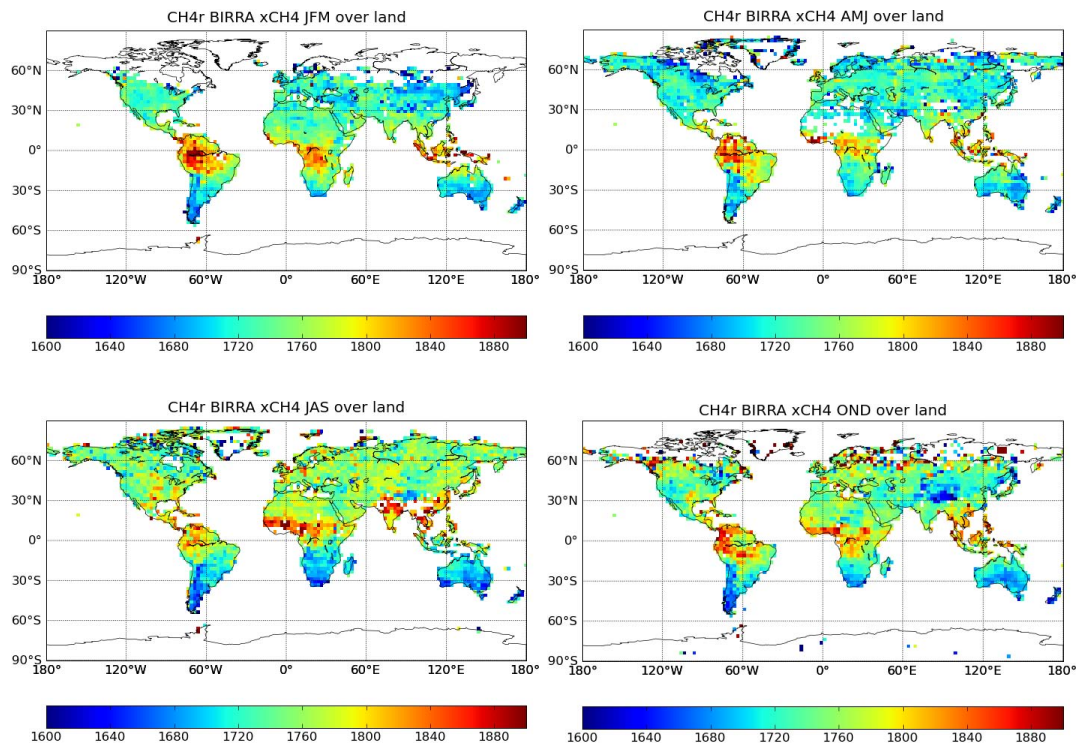 CH4r BIRRA xCH4 JFM over land
60°N
30°N
0°
30°S
60°S
90°S
180° 120°W 60°W 0° 60°E 120°E 180°
1600 1640 1680 1720 1760 1800 1840 1880
CH4r BIRRA xCH4 AMJ over land
60°N
30°N
0°
30°S
60°S
90°S
180° 120°W 60°W 0° 60°E 120°E 180°
1600 1640 1680 1720 1760 1800 1840 1880
CH4r BIRRA xCH4 JAS over land
60°N
30°N
0°
30°S
60°S
90°S
180° 120°W 60°W 0° 60°E 120°E 180°
1600 1640 1680 1720 1760 1800 1840 1880
CH4r BIRRA xCH4 OND over land
60°N
30°N
0°
30°S
60°S
90°S
180° 120°W 60°W 0° 60°E 120°E 180°
1600 1640 1680 1720 1760 1800 1840 1880